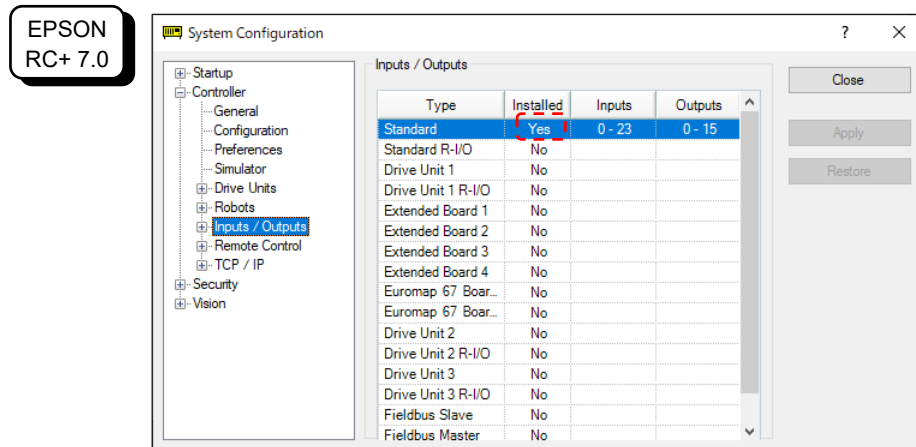 EPSON
RC+ 7.0
System Configuration
?
Startup
Controller
General
Configuration
Preferences
Simulator
Drive Units
Robots
Inputs / Outputs
Remote Control
TCP / IP
Security
Vision
Inputs / Outputs
Type Installed Inputs Outputs
Standard Yes 0 - 23 0 - 15
Standard R-I/O No
Drive Unit 1 No
Drive Unit 1 R-I/O No
Extended Board 1 No
Extended Board 2 No
Extended Board 3 No
Extended Board 4 No
Euromap 67 Boar... No
Euromap 67 Boar... No
Drive Unit 2 No
Drive Unit 2 R-I/O No
Drive Unit 3 No
Drive Unit 3 R-I/O No
Fieldbus Slave No
Fieldbus Master No
Close
Apply
Restore